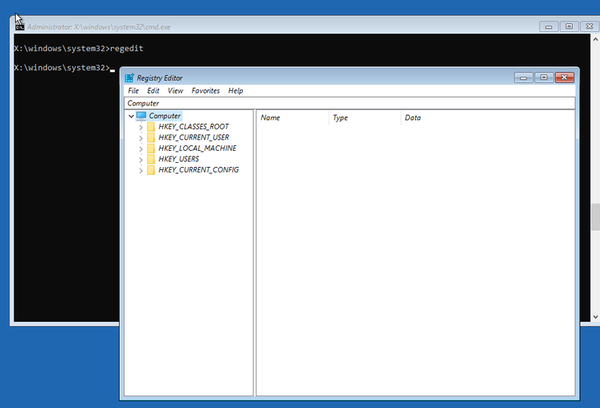 Administrator: X:\windows\system32\cmd.exe
X:\windows\system32>regedit
X:\windows\system32>
Registry Editor
File Edit View Favorites Help
Computer
Computer
HKEY_CLASSES_ROOT
HKEY_CURRENT_USER
HKEY_LOCAL_MACHINE
HKEY_USERS
HKEY_CURRENT_CONFIG
Name Type Data